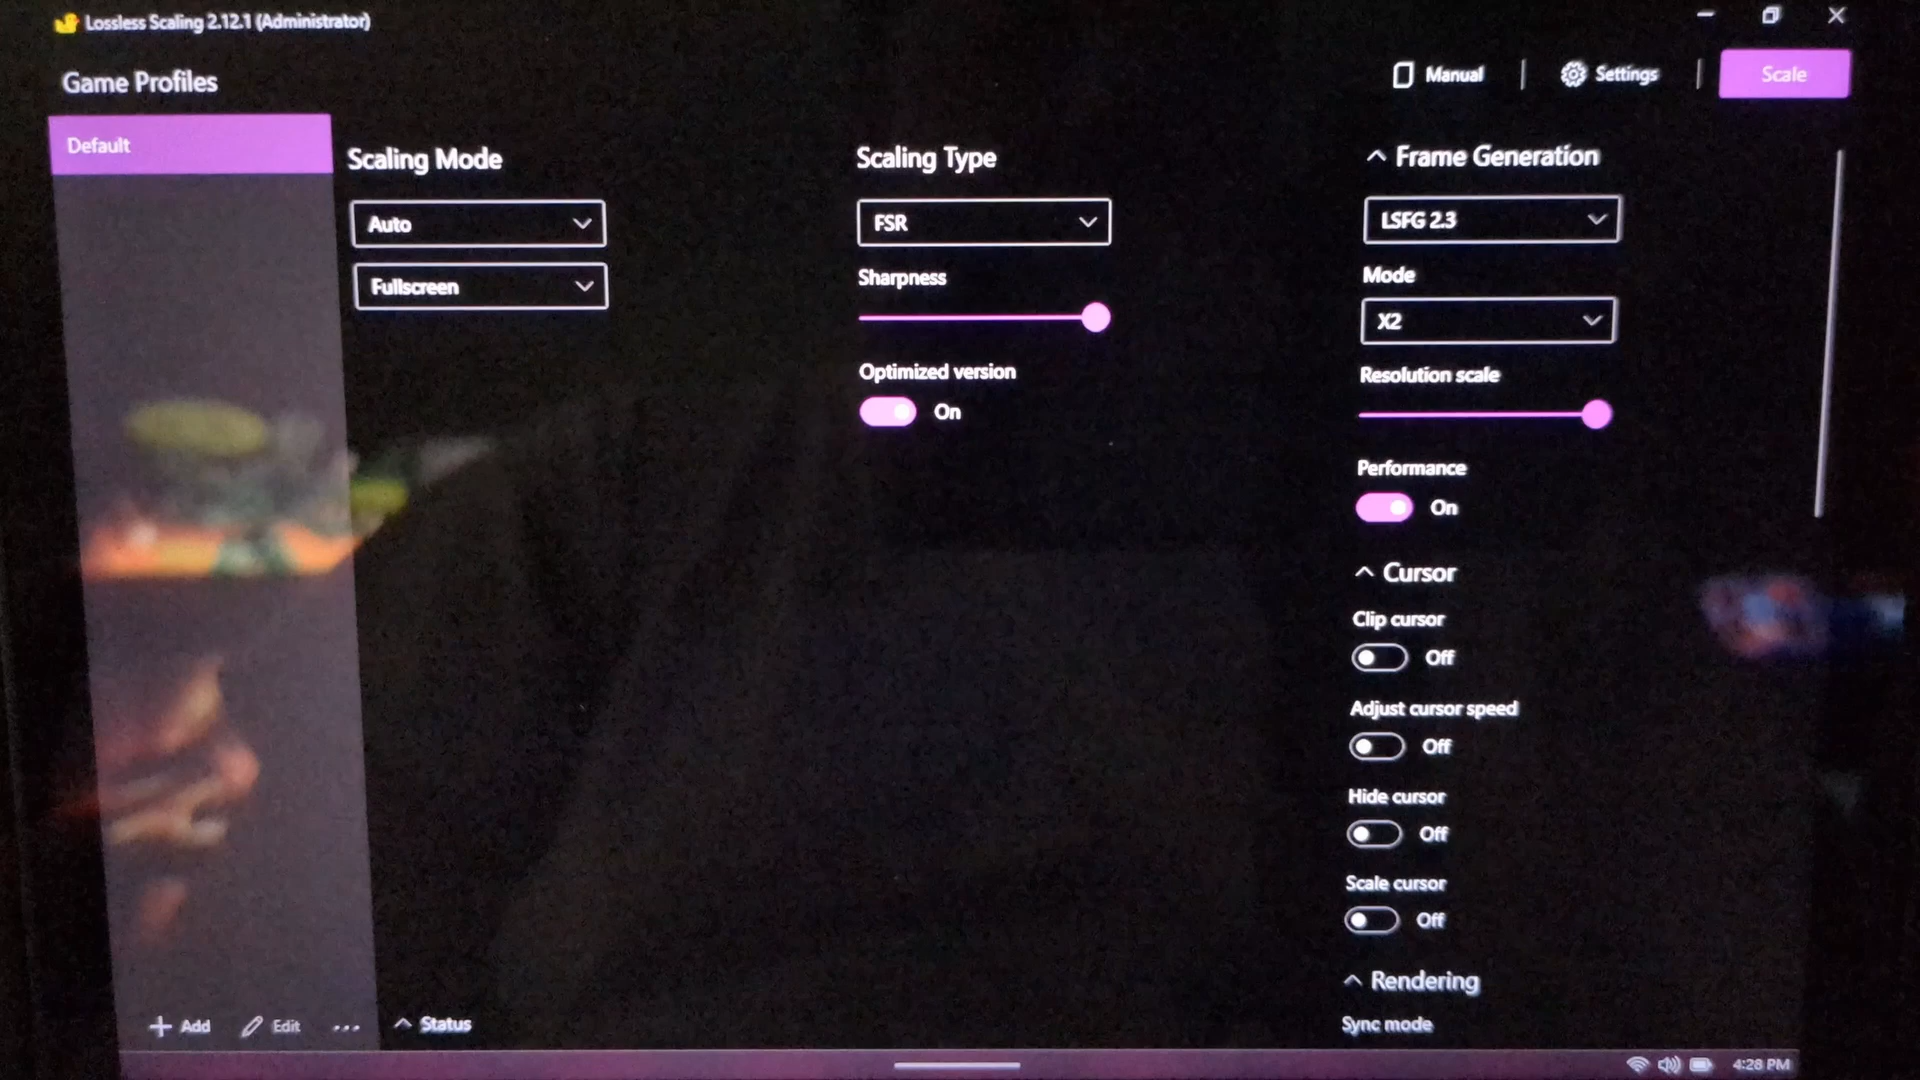 Lossless Scaling 2.12.1 (Administrator)
Game Profiles
Manual
Settings
Scale
Default
Scaling Mode
Auto
Fullscreen
Scaling Type
FSR
Sharpness
Optimized version
On
Frame Generation
LSFG 2.3
Mode
X2
Resolution scale
Performance
On
Cursor
Clip cursor
Off
Adjust cursor speed
Off
Hide cursor
Off
Scale cursor
Off
Rendering
Sync mode
Add
Edit
Status
4:28 PM